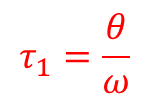 τ₁ = θ/ω